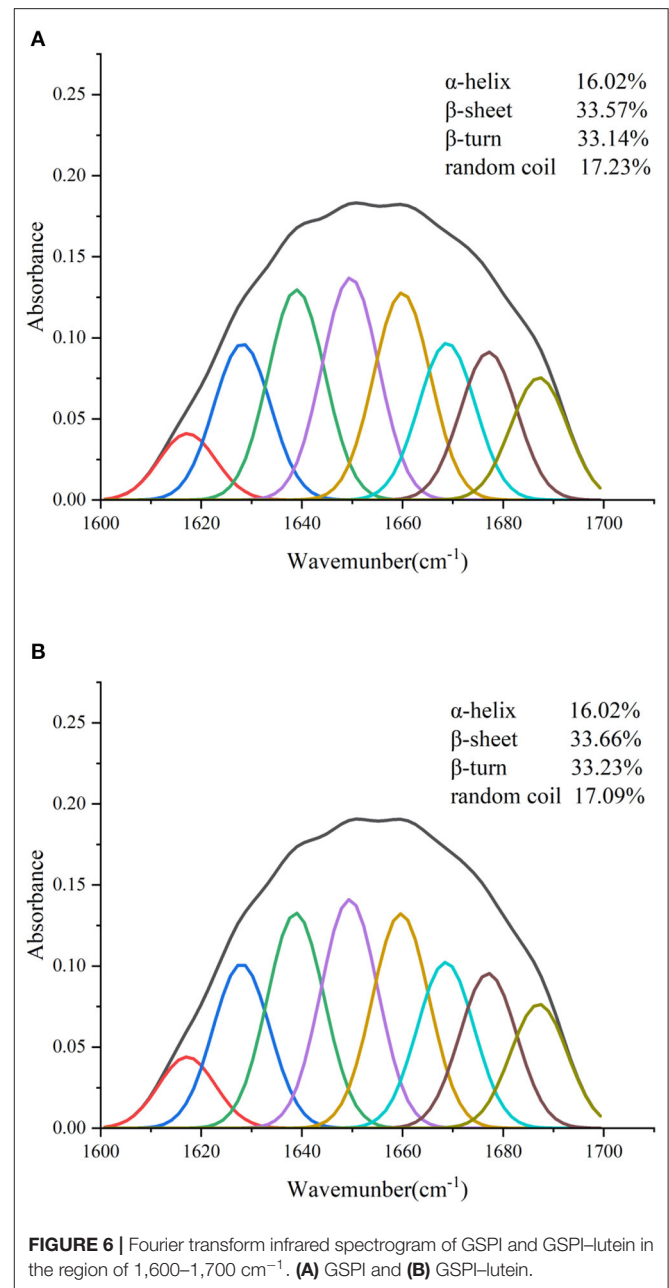 A
α-helix 16.02%
β-sheet 33.57%
β-turn 33.14%
random coil 17.23%
0.25
0.20
0.15
0.10
0.05
0.00
Absorbance
1600 1620 1640 1660 1680 1700
Wavemunber(cm⁻¹)
B
α-helix 16.02%
β-sheet 33.66%
β-turn 33.23%
random coil 17.09%
0.25
0.20
0.15
0.10
0.05
0.00
Absorbance
1600 1620 1640 1660 1680 1700
Wavemunber(cm⁻¹)
FIGURE 6 | Fourier transform infrared spectrogram of GSPI and GSPI–lutein in
the region of 1,600–1,700 cm⁻¹. (A) GSPI and (B) GSPI–lutein.